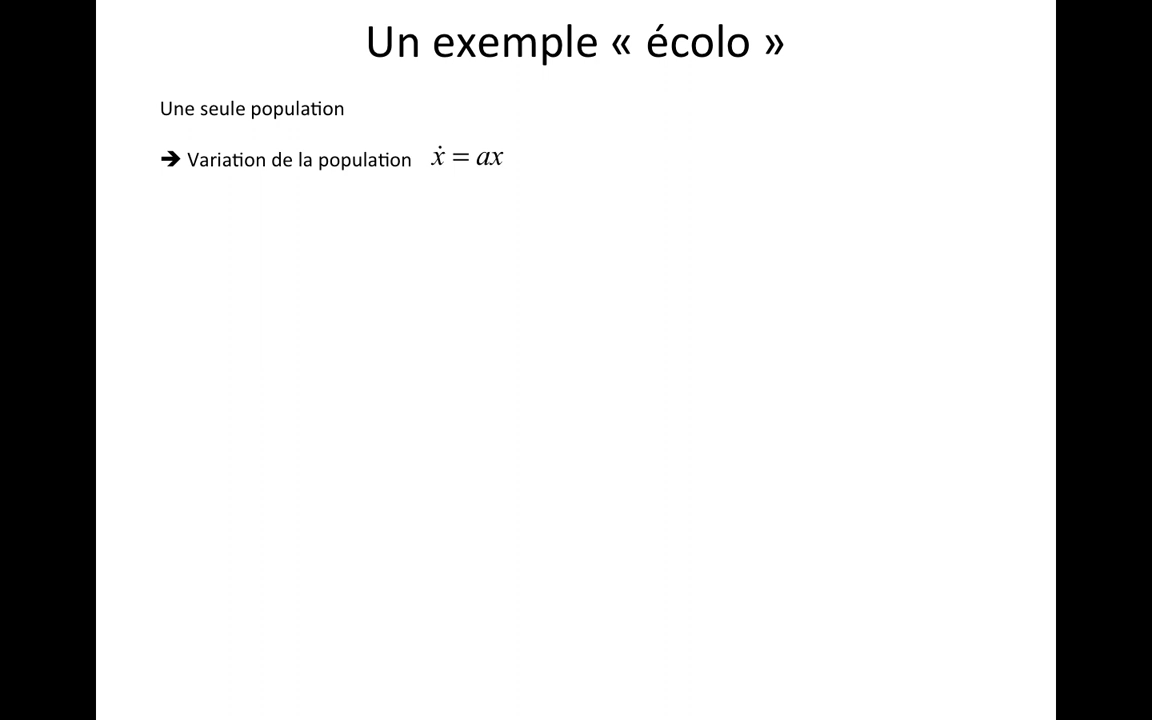 Un exemple « écolo »
Une seule population
➔ Variation de la population ẋ = ax